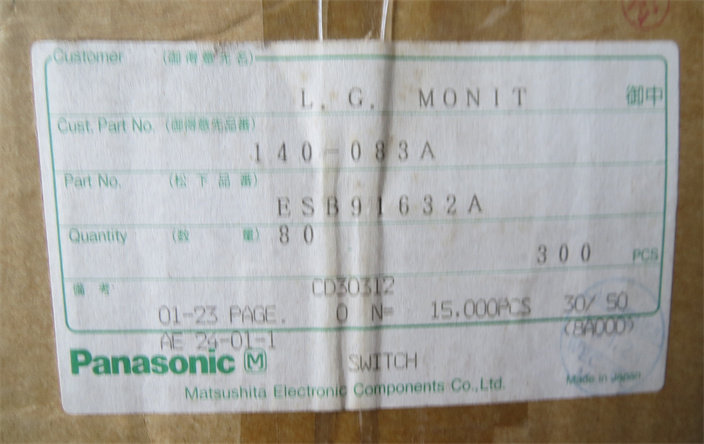 Customer (御得意先名)
L. G. MONIT 御中
Cust. Part No. (御得意先品番)
140-083A
Part No. (松下品番)
ESB91632A
Quantity (数 量) 80
300 PCS
備考 CD30312
01-23 PAGE. O N= 15,000PCS 30/ 50
AE 29-01-1 (8A000)
Panasonic M SWITCH
Matsushita Electronic Components Co.,Ltd. Made in Japan